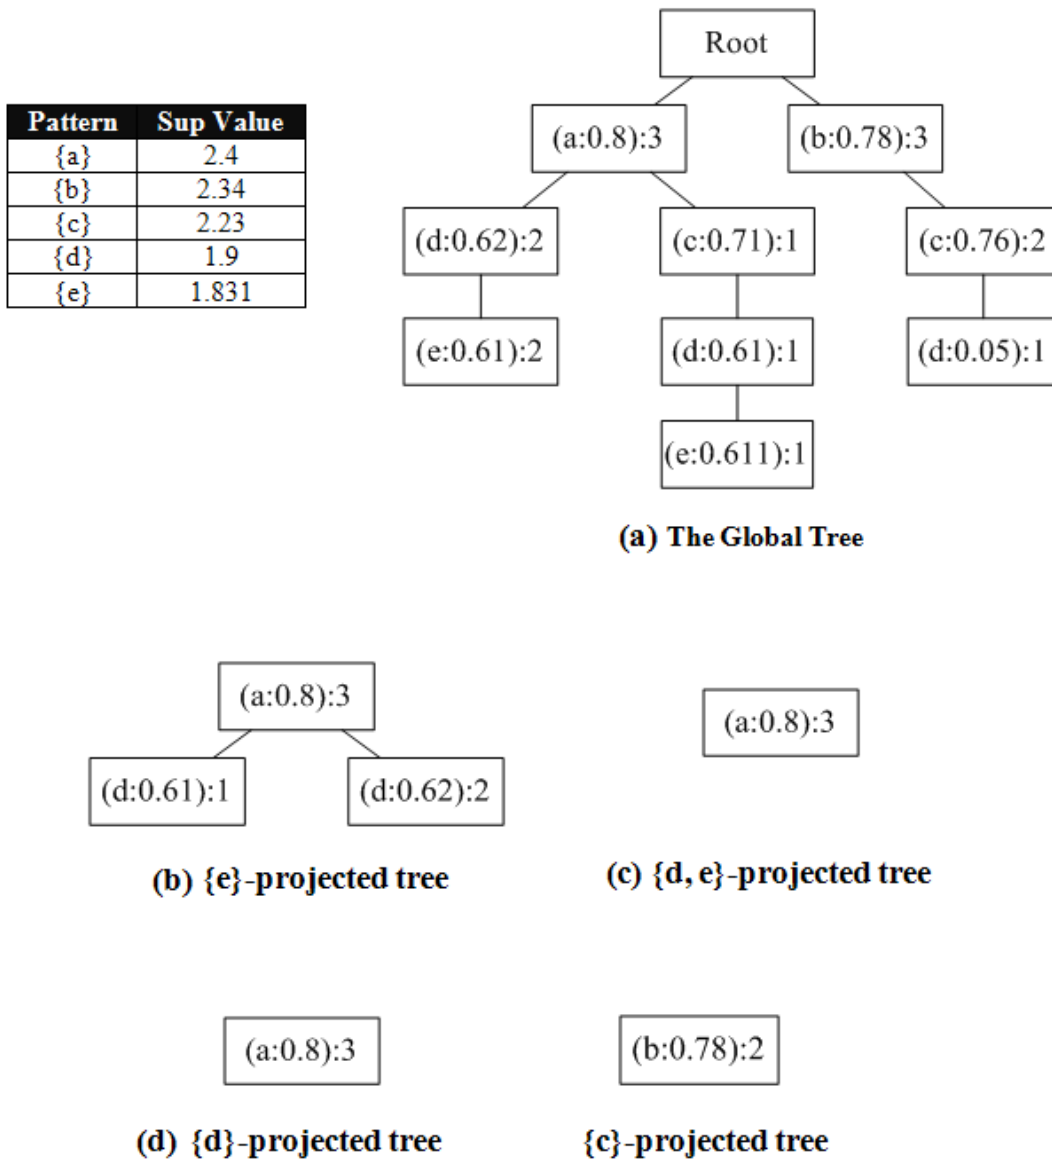 Pattern Sup Value
{a} 2.4
{b} 2.34
{c} 2.23
{d} 1.9
{e} 1.831
Root
(a:0.8):3 (b:0.78):3
(d:0.62):2 (c:0.71):1 (c:0.76):2
(e:0.61):2 (d:0.61):1 (d:0.05):1
(e:0.611):1
(a) The Global Tree
(a:0.8):3
(d:0.61):1 (d:0.62):2
(b) {e}-projected tree
(a:0.8):3
(c) {d, e}-projected tree
(a:0.8):3
(d) {d}-projected tree
(b:0.78):2
{c}-projected tree